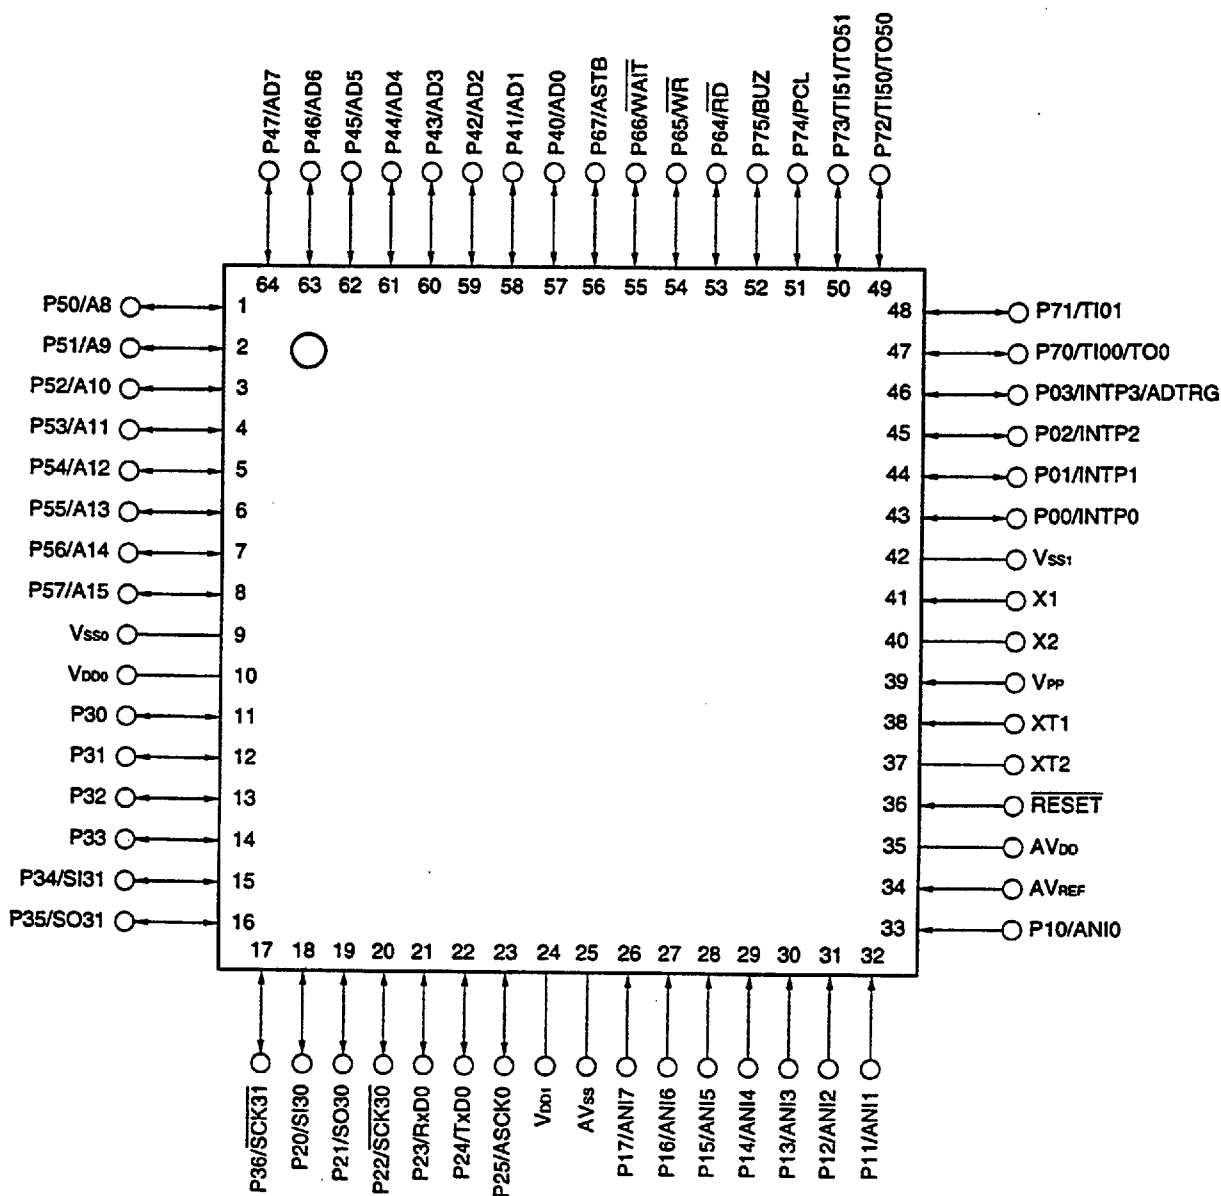 P47/AD7
P46/AD6
P45/AD5
P44/AD4
P43/AD3
P42/AD2
P41/AD1
P40/AD0
P67/ASTB
P66/WAIT
P65/WR
P64/RD
P75/BUZ
P74/PCL
P73/TI51/TO51
P72/TI50/TO50
64 63 62 61 60 59 58 57 56 55 54 53 52 51 50 49
P50/A8 1
P51/A9 2
P52/A10 3
P53/A11 4
P54/A12 5
P55/A13 6
P56/A14 7
P57/A15 8
VSS0 9
VDD0 10
P30 11
P31 12
P32 13
P33 14
P34/SI31 15
P35/SO31 16
48 P71/TI01
47 P70/TI00/TO0
46 P03/INTP3/ADTRG
45 P02/INTP2
44 P01/INTP1
43 P00/INTP0
42 VSS1
41 X1
40 X2
39 VPP
38 XT1
37 XT2
36 RESET
35 AVDD
34 AVREF
33 P10/ANI0
17 18 19 20 21 22 23 24 25 26 27 28 29 30 31 32
P36/SCK31
P20/SI30
P21/SO30
P22/SCK30
P23/RxD0
P24/TxD0
P25/ASCK0
VDD1
AVSS
P17/ANI7
P16/ANI6
P15/ANI5
P14/ANI4
P13/ANI3
P12/ANI2
P11/ANI1